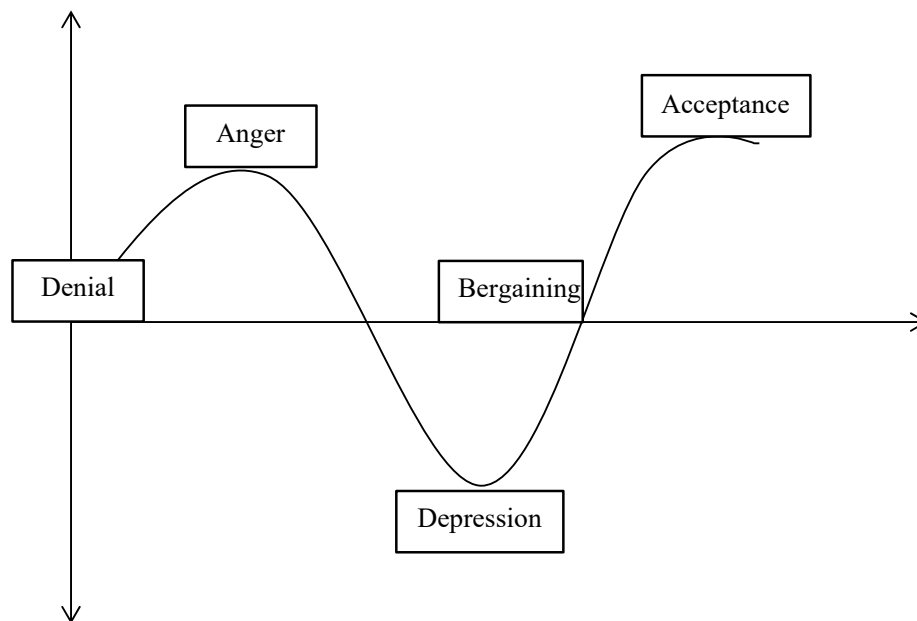 Acceptance
Anger
Denial
Bergaining
Depression